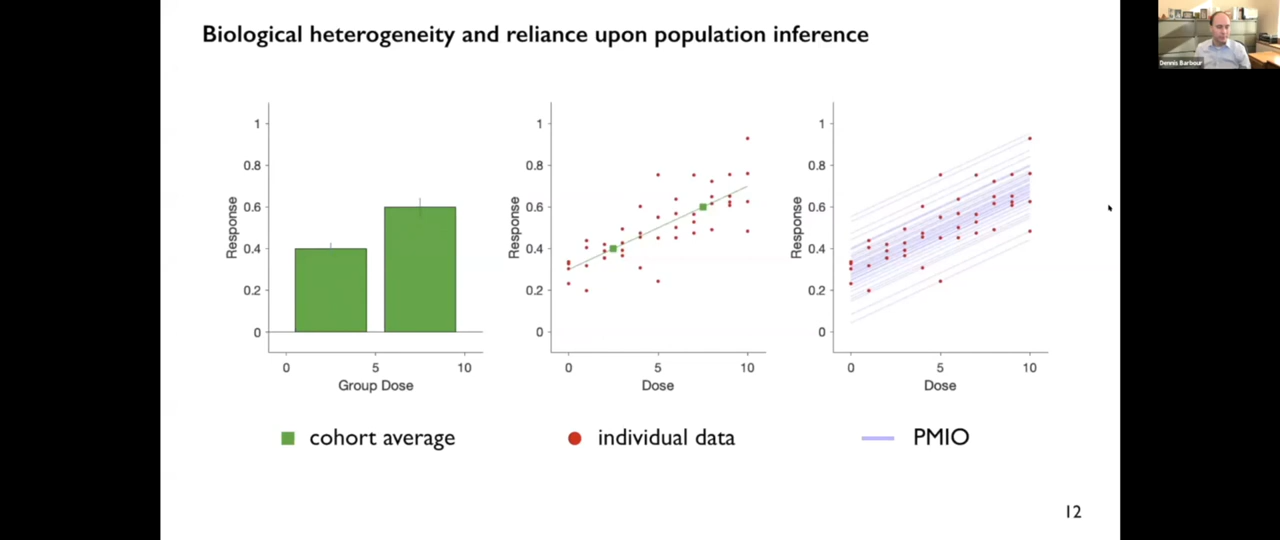 Biological heterogeneity and reliance upon population inference
Dennis Barbour
1
0.8
0.6
0.4
0.2
0
Response
0
5
10
Group Dose
1
0.8
0.6
0.4
0.2
0
Response
0
5
10
Dose
1
0.8
0.6
0.4
0.2
0
Response
0
5
10
Dose
cohort average
individual data
PMIO
12